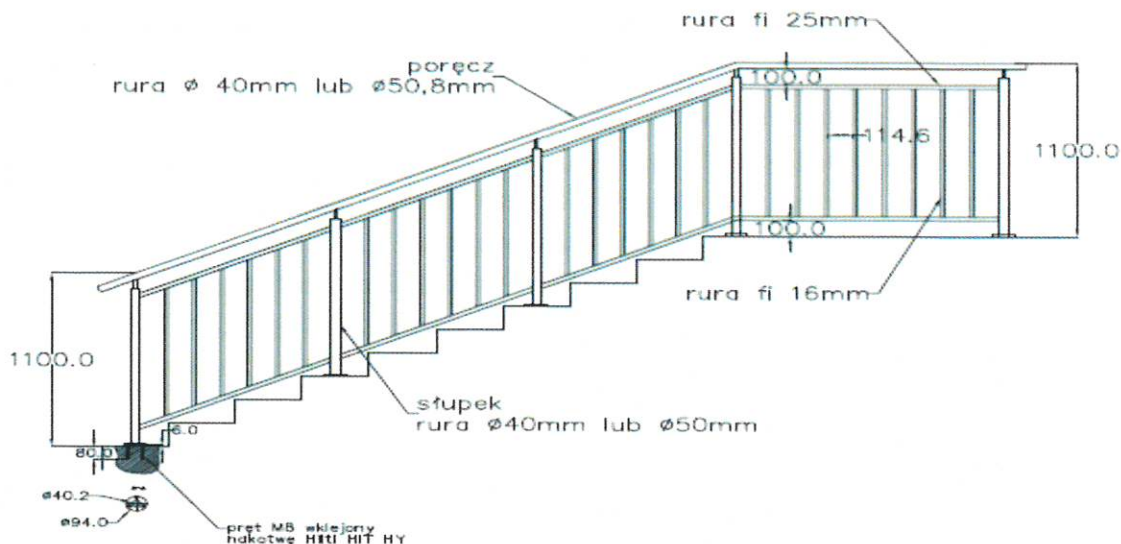 rura fi 25mm
poręcz
rura ø 40mm lub ø50,8mm
100.0
114.6
1100.0
100.0
rura fi 16mm
1100.0
słupek
rura ø40mm lub ø50mm
6.0
80.0
ø40.2
ø94.0
pręt M8 wklejony
Hilti HIT HY